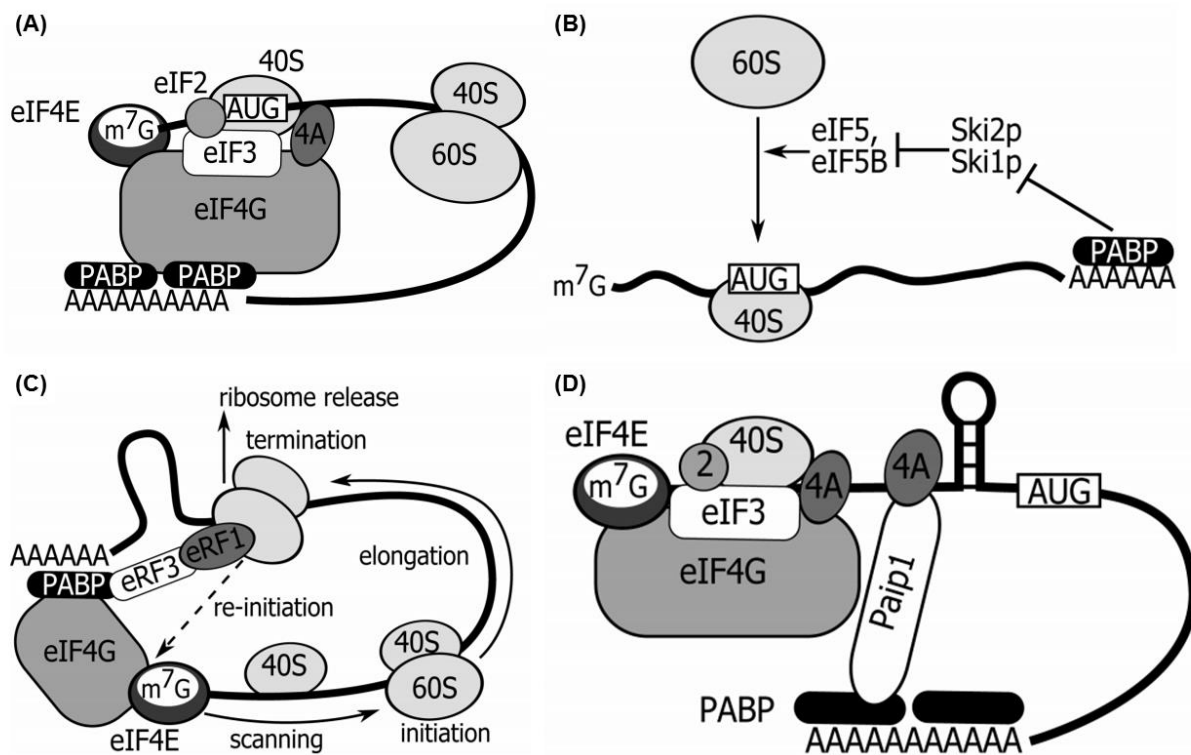 (A)
40S
eIF2
eIF4E
AUG
m⁷G
4A
eIF3
40S
60S
eIF4G
PABP PABP
AAAAAAAAAA
(B)
60S
eIF5, Ski2p
eIF5B Ski1p
PABP
AAAAAA
m⁷G
AUG
40S
(C)
ribosome release
termination
AAAAAA
eRF1
eRF3
PABP
elongation
re-initiation
eIF4G
40S
40S
60S
m⁷G
eIF4E
scanning
initiation
(D)
eIF4E
40S
2
m⁷G
4A
4A
eIF3
AUG
eIF4G
Paip1
PABP
AAAAAAAAAAA